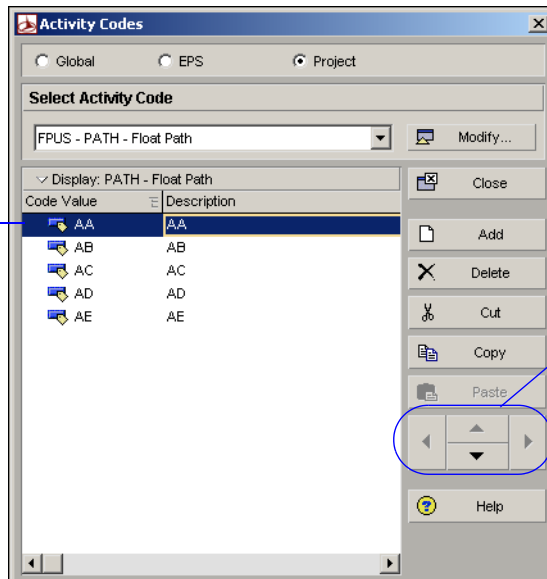 Activity Codes
Global EPS Project
Select Activity Code
FPUS - PATH - Float Path Modify...
Display: PATH - Float Path Close
Code Value Description
AA AA Add
AB AB
AC AC Delete
AD AD
AE AE Cut
Copy
Paste
Help